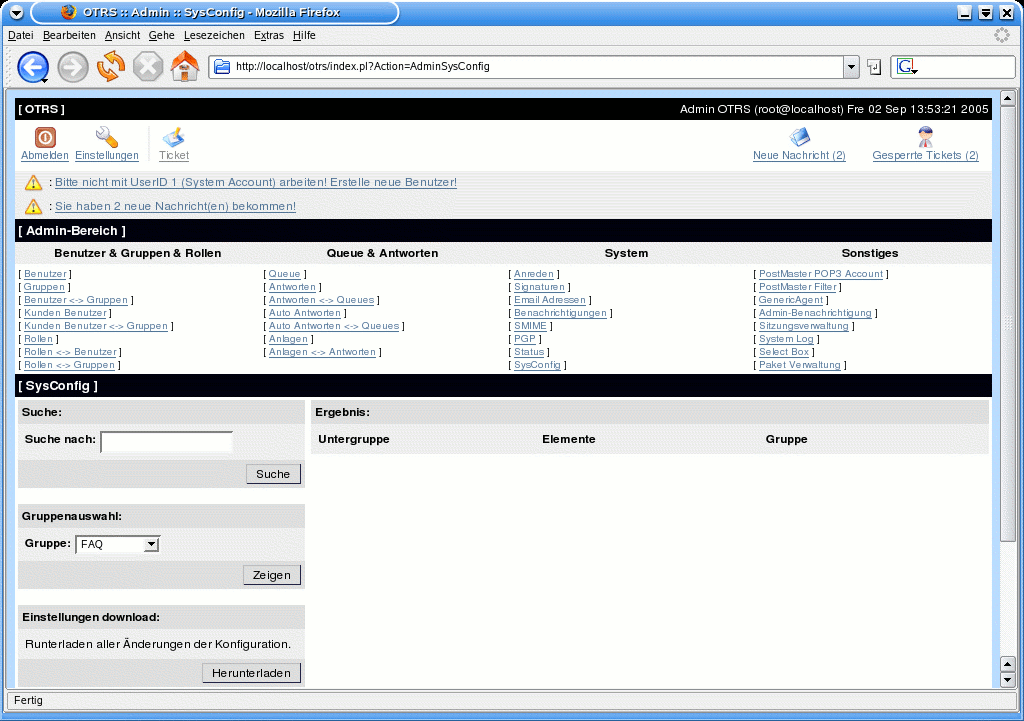 OTRS :: Admin :: SysConfig - Mozilla Firefox
Datei Bearbeiten Ansicht Gehe Lesezeichen Extras Hilfe
http://localhost/otrs/index.pl?Action=AdminSysConfig
[ OTRS ] Admin OTRS (root@localhost) Fre 02 Sep 13:53:21 2005
Abmelden Einstellungen Ticket Neue Nachricht (2) Gesperrte Tickets (2)
: Bitte nicht mit UserID 1 (System Account) arbeiten! Erstelle neue Benutzer!
: Sie haben 2 neue Nachricht(en) bekommen!
[ Admin-Bereich ]
Benutzer & Gruppen & Rollen Queue & Antworten System Sonstiges
[ Benutzer ] [ Queue ] [ Anreden ] [ PostMaster POP3 Account ]
[ Gruppen ] [ Antworten ] [ Signaturen ] [ PostMaster Filter ]
[ Benutzer <-> Gruppen ] [ Antworten <-> Queues ] [ Email Adressen ] [ GenericAgent ]
[ Kunden Benutzer ] [ Auto Antworten ] [ Benachrichtigungen ] [ Admin-Benachrichtigung ]
[ Kunden Benutzer <-> Gruppen ] [ Auto Antworten <-> Queues ] [ SMIME ] [ Sitzungsverwaltung ]
[ Rollen ] [ Anlagen ] [ PGP ] [ System Log ]
[ Rollen <-> Benutzer ] [ Anlagen <-> Antworten ] [ Status ] [ Select Box ]
[ Rollen <-> Gruppen ] [ SysConfig ] [ Paket Verwaltung ]
[ SysConfig ]
Suche: Ergebnis:
Suche nach: Untergruppe Elemente Gruppe
Suche
Gruppenauswahl:
Gruppe: FAQ
Zeigen
Einstellungen download:
Runterladen aller Änderungen der Konfiguration.
Herunterladen
Fertig